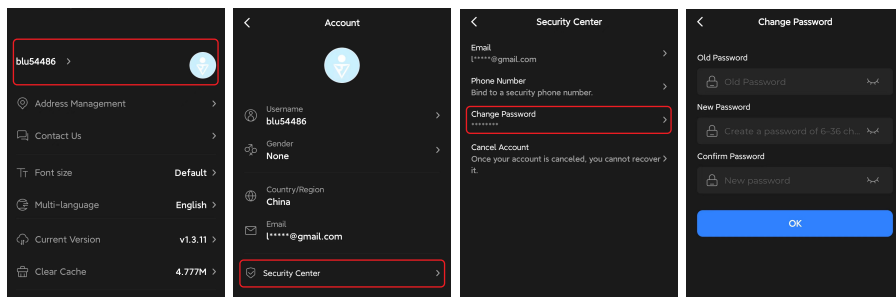 blu54486
Address Management
Contact Us
Font size Default
Multi-language English
Current Version v1.3.11
Clear Cache 4.777M
Account
Username
blu54486
Gender
None
Country/Region
China
Email
l*****@gmail.com
Security Center
Security Center
Email
l*****@gmail.com
Phone Number
Bind to a security phone number.
Change Password
********
Cancel Account
Once your account is canceled, you cannot recover
it.
Change Password
Old Password
Old Password
New Password
Create a password of 6-36 ch...
Confirm Password
New password
OK